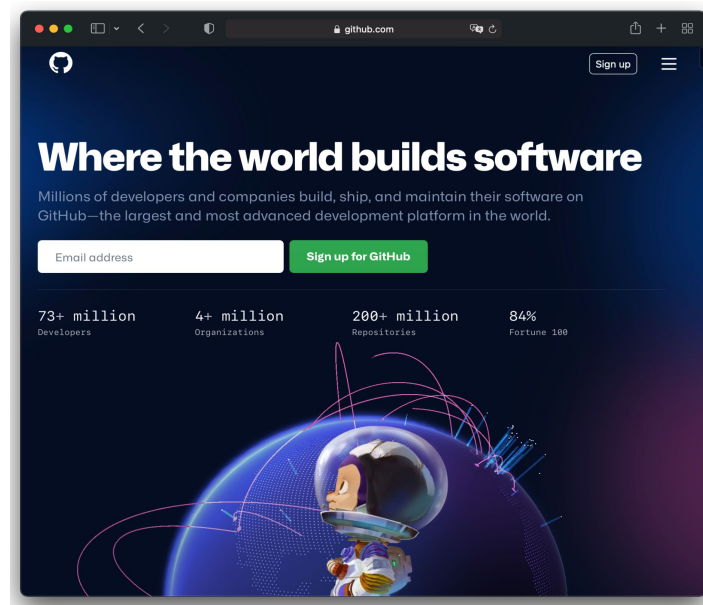 github.com
Sign up
Where the world builds software
Millions of developers and companies build, ship, and maintain their software on
GitHub—the largest and most advanced development platform in the world.
Email address
Sign up for GitHub
73+ million
Developers
4+ million
Organizations
200+ million
Repositories
84%
Fortune 100